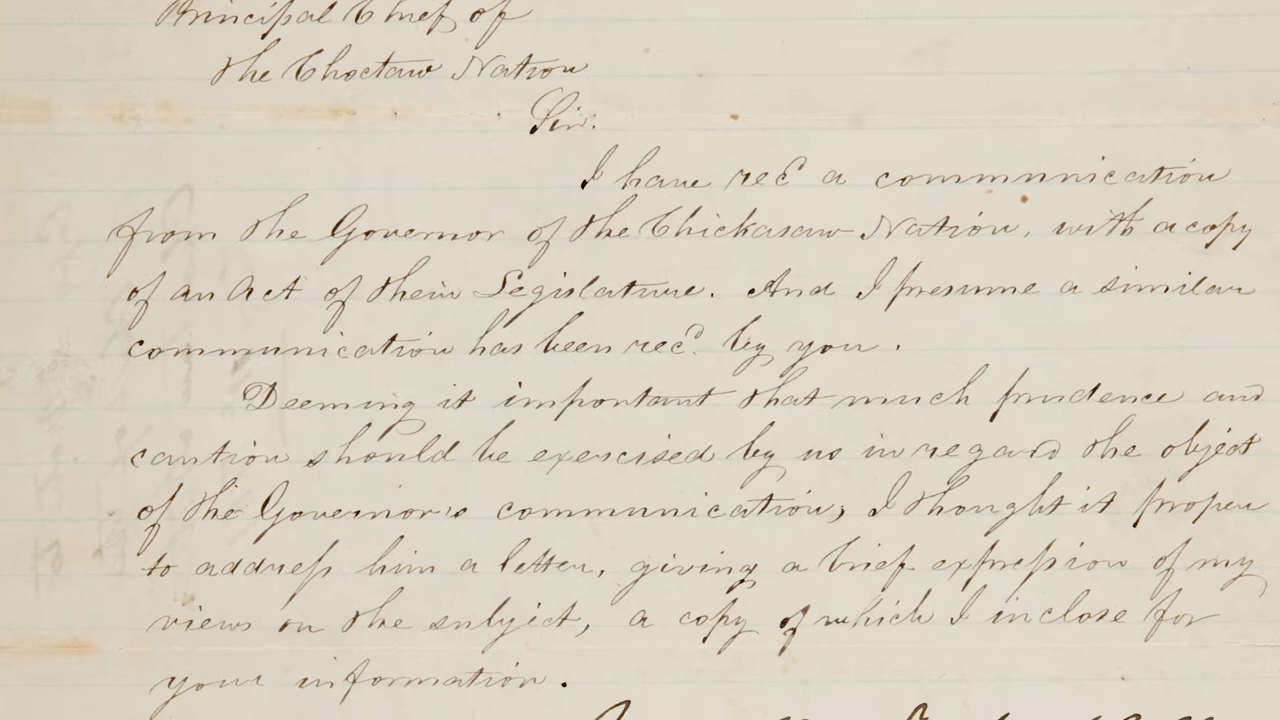 Principal Chief of
the Choctaw Nation
Sir.
I have recd a communication
from the Governor of the Chickasaw Nation, with a copy
of an Act of their Legislature. And I presume a similar
communication has been recd. by you.
Deeming it important that much prudence and
caution should be exercised by us in regard the object
of the Governor's communication, I thought it proper
to address him a letter, giving a brief expression of my
views on the subject, a copy of which I inclose for
your information.